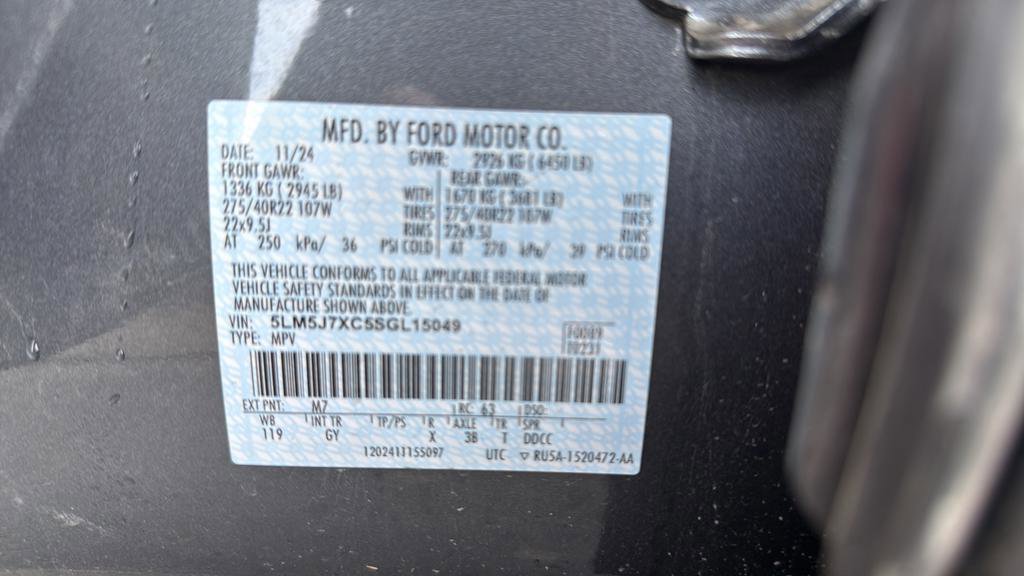 MFD. BY FORD MOTOR CO.
DATE: 11/24 GVWR: 2926 KG ( 6450 LB)
FRONT GAWR: REAR GAWR:
1336 KG ( 2945 LB) WITH 1670 KG ( 3681 LB) WITH
275/40R22 107W TIRES 275/40R22 107W TIRES
22x9.5J RIMS 22x9.5J RIMS
AT 250 kPa/ 36 PSI COLD AT 270 kPa/ 39 PSI COLD
THIS VEHICLE CONFORMS TO ALL APPLICABLE FEDERAL MOTOR
VEHICLE SAFETY STANDARDS IN EFFECT ON THE DATE OF
MANUFACTURE SHOWN ABOVE.
VIN: 5LM5J7XC5SGL15049
TYPE: MPV
EXT PNT: M7 RC: 63 DSO:
WB INT TR TP/PS R AXLE TR SPR
119 GY X 3B T DDCC
1202411155097 UTC ▽ RU5A-1520472-AA